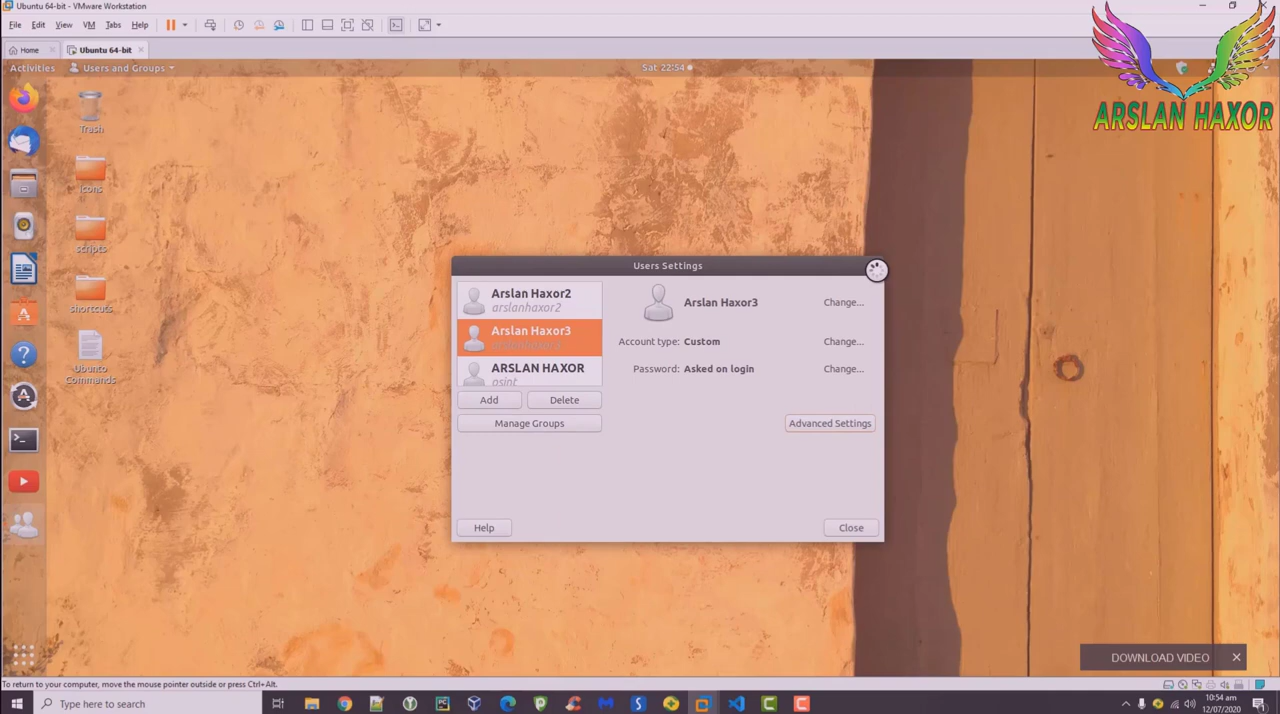 Ubuntu 64-bit - VMware Workstation
File Edit View VM Tabs Help
Home
Ubuntu 64-bit
Activities
Users and Groups
Sat 22:54
ARSLAN HAXOR
Trash
Icons
scripts
shortcuts
Ubunto
Commands
Users Settings
Arslan Haxor2
arslanhaxor2
Arslan Haxor3
arslanhaxor3
ARSLAN HAXOR
osint
Add
Delete
Manage Groups
Arslan Haxor3
Change...
Account type: Custom
Change...
Password: Asked on login
Change...
Advanced Settings
Help
Close
DOWNLOAD VIDEO
To return to your computer, move the mouse pointer outside or press Ctrl+Alt.
Type here to search
10:54 am
12/07/2020